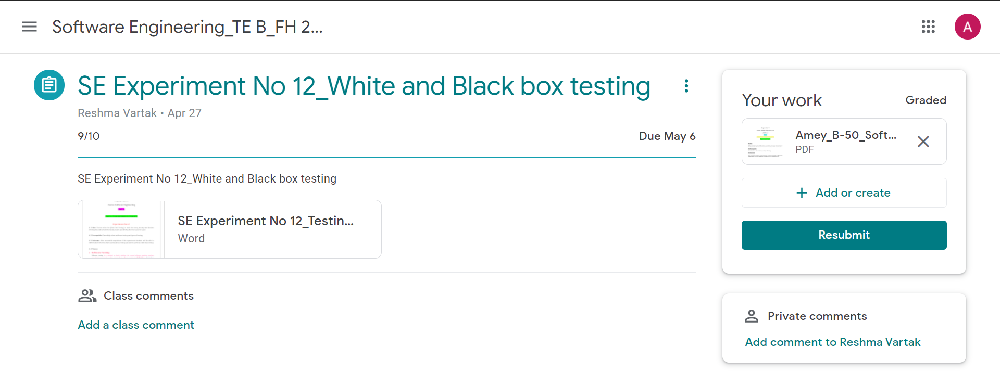 Software Engineering_TE B_FH 2...
A
SE Experiment No 12_White and Black box testing
Reshma Vartak • Apr 27
9/10
Due May 6
SE Experiment No 12_White and Black box testing
SE Experiment No 12_Testin...
Word
Class comments
Add a class comment
Your work
Graded
Amey_B-50_Soft...
PDF
+ Add or create
Resubmit
Private comments
Add comment to Reshma Vartak